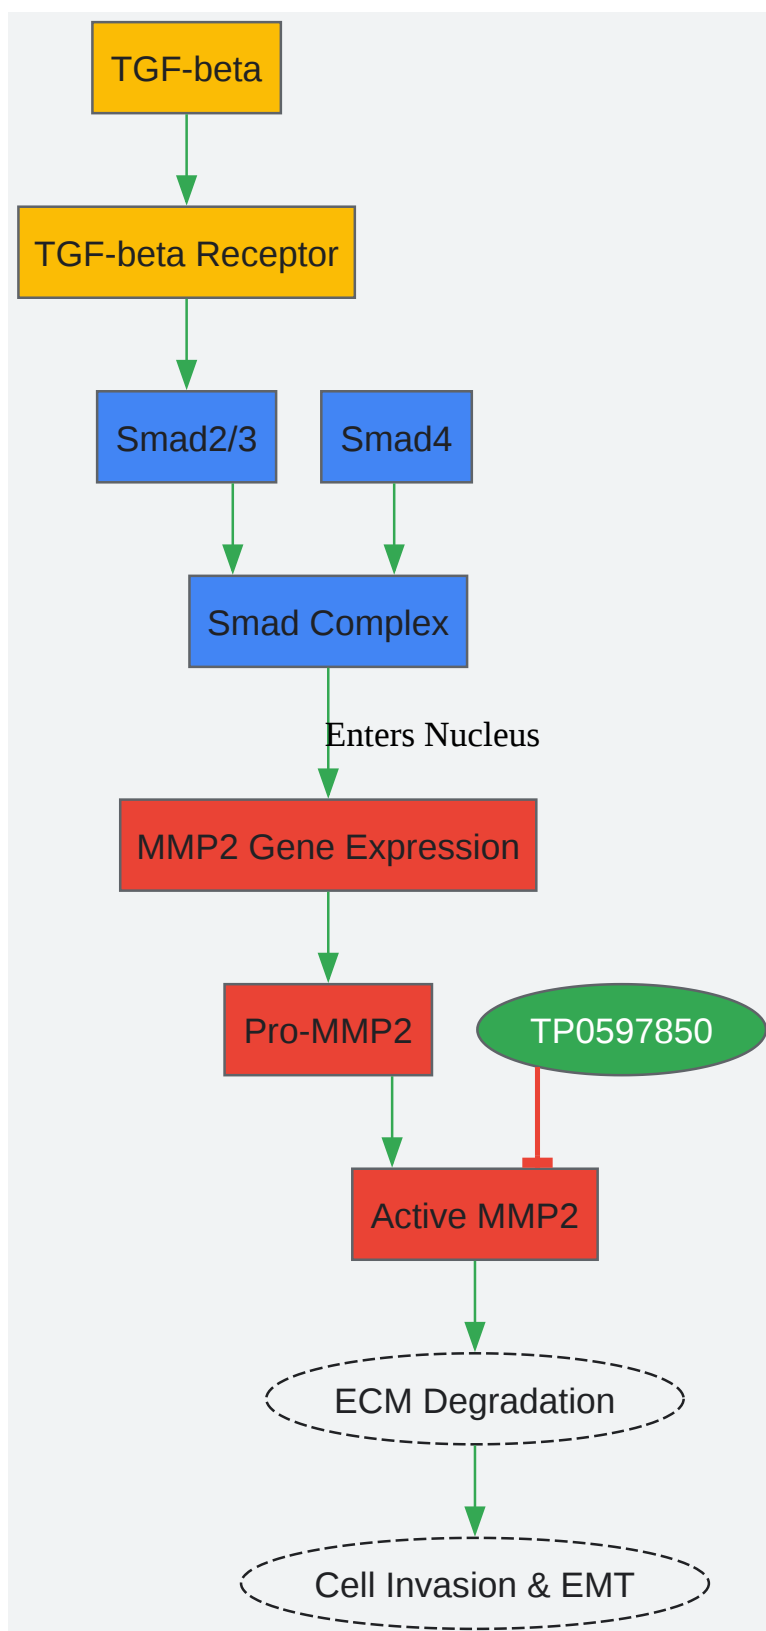 TGF-beta
TGF-beta Receptor
Smad2/3
Smad4
Smad Complex
Enters Nucleus
MMP2 Gene Expression
Pro-MMP2
TP0597850
Active MMP2
ECM Degradation
Cell Invasion & EMT